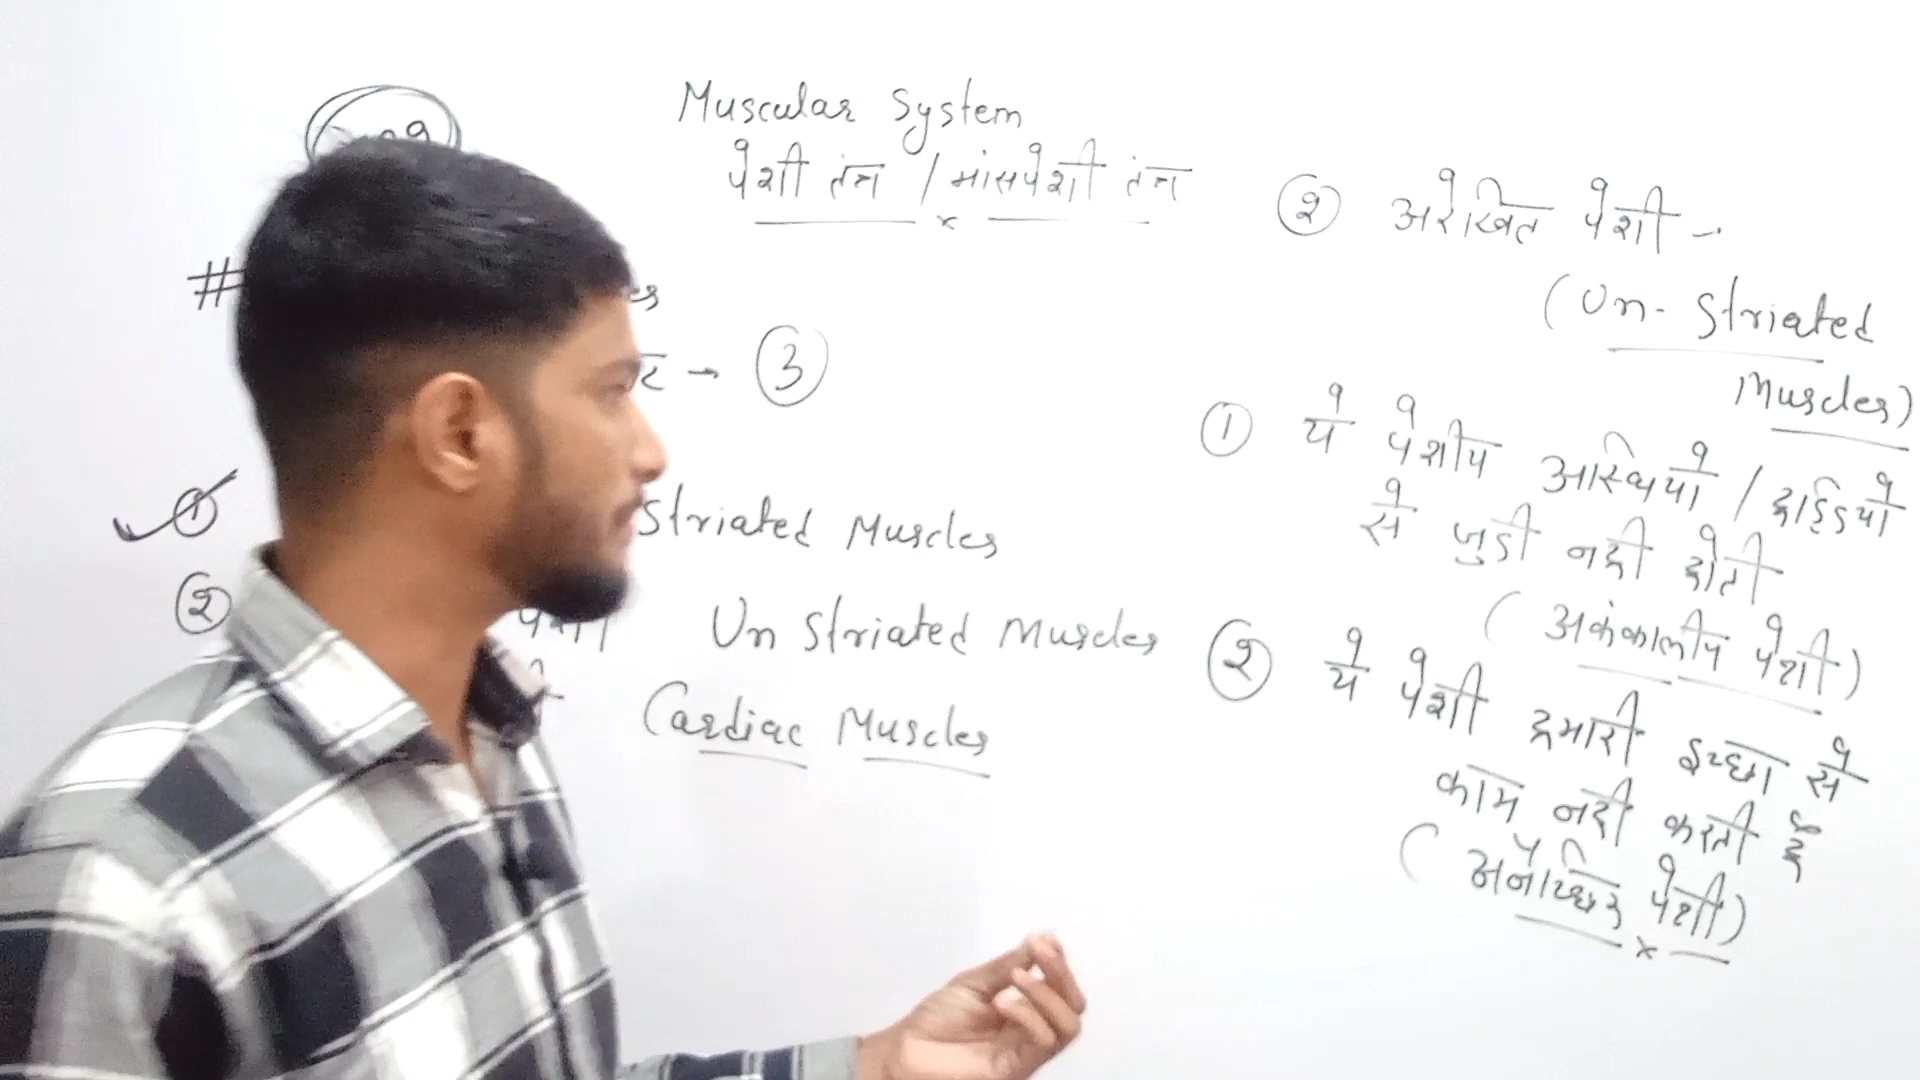 Muscular System
पेशी तंत्र / मांसपेशी तंत्र
#
→ 3
① Striated Muscles
② Un Striated Muscles
Cardiac Muscles
② अरेखित पेशी -
(Un- Striated
Muscles)
① ये पेशीय अस्थियो / हड्डियो
से जुडी नही होती
(अकंकालीय पेशी)
② ये पेशी हमारी इच्छा से
काम नही करती है
(अनैच्छिक पेशी)